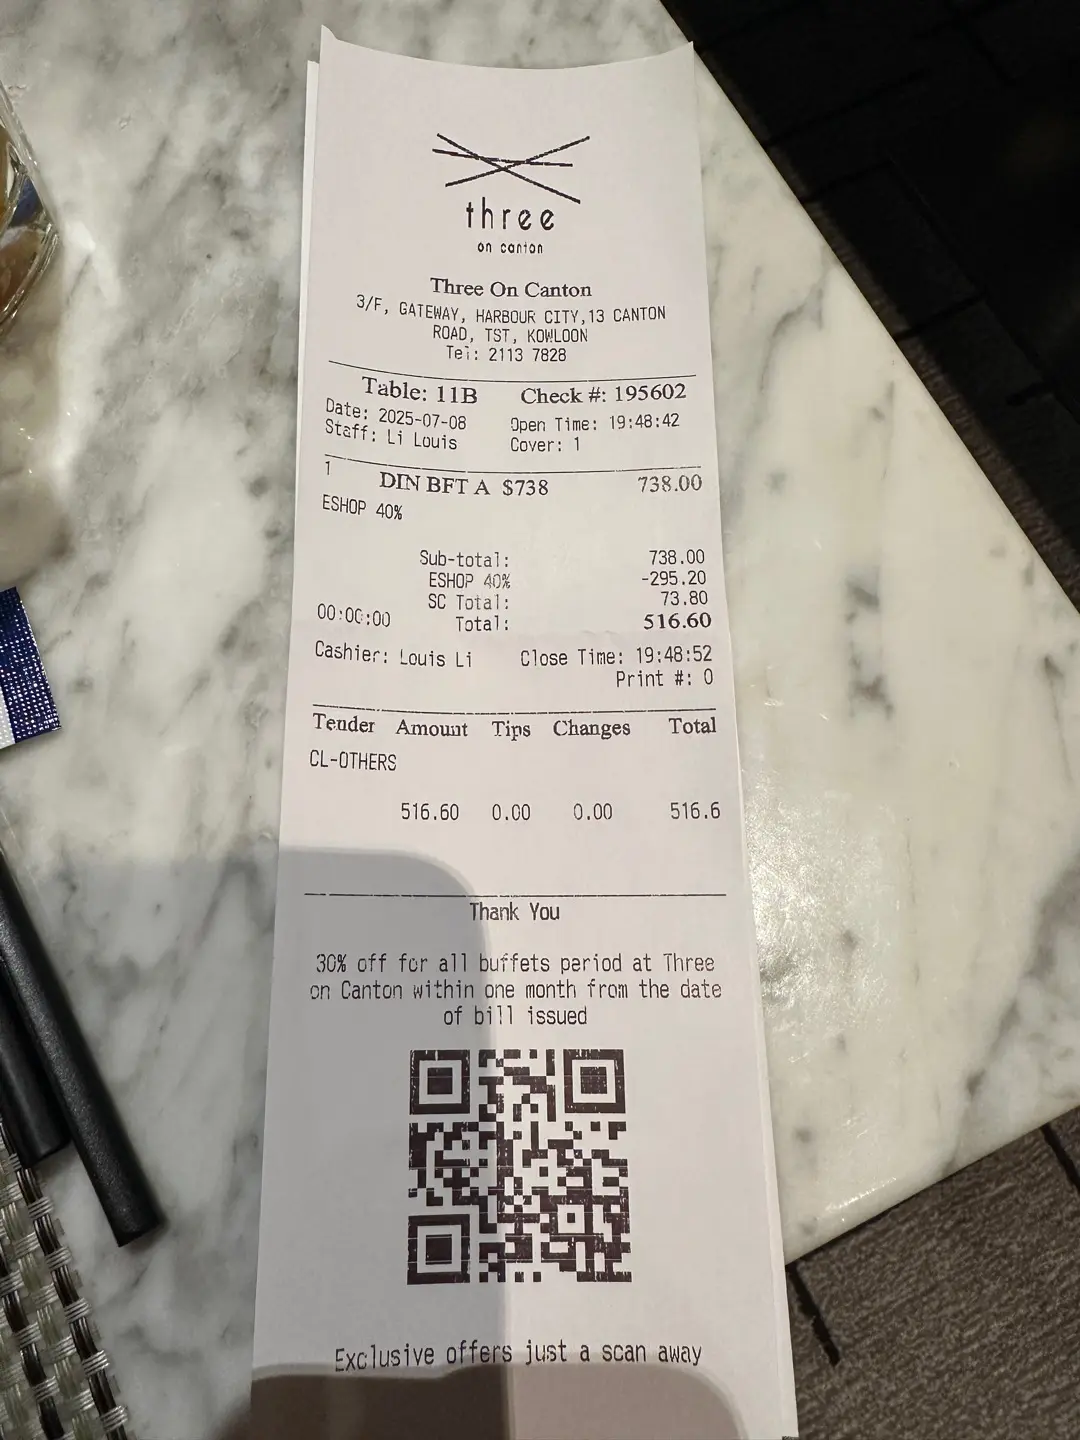 three
on canton
Three On Canton
3/F, GATEWAY, HARBOUR CITY,13 CANTON
ROAD, TST, KOWLOON
Tel: 2113 7828
Table: 11B Check #: 195602
Date: 2025-07-08 Open Time: 19:48:42
Staff: Li Louis Cover: 1
1 DIN BFT A $738 738.00
ESHOP 40%
Sub-total: 738.00
ESHOP 40% -295.20
SC Total: 73.80
00:00:00 Total: 516.60
Cashier: Louis Li Close Time: 19:48:52
Print #: 0
Tender Amount Tips Changes Total
CL-OTHERS
516.60 0.00 0.00 516.6
Thank You
30% off for all buffets period at Three
on Canton within one month from the date
of bill issued
Exclusive offers just a scan away